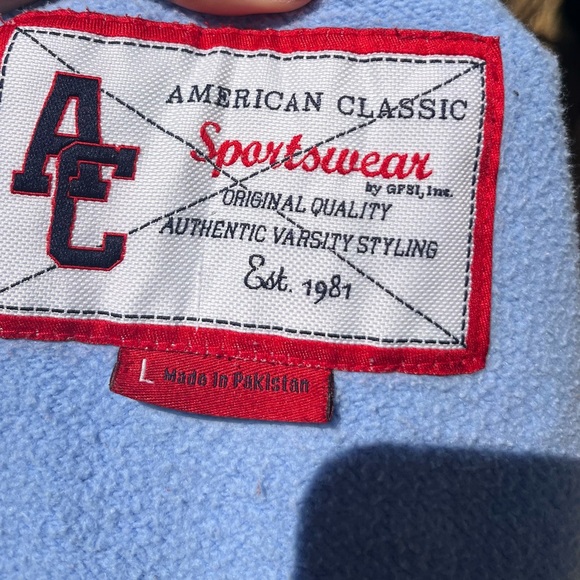 AC
AMERICAN CLASSIC
Sportswear
by GFSI, Inc.
ORIGINAL QUALITY
AUTHENTIC VARSITY STYLING
Est. 1981
L Made in Pakistan